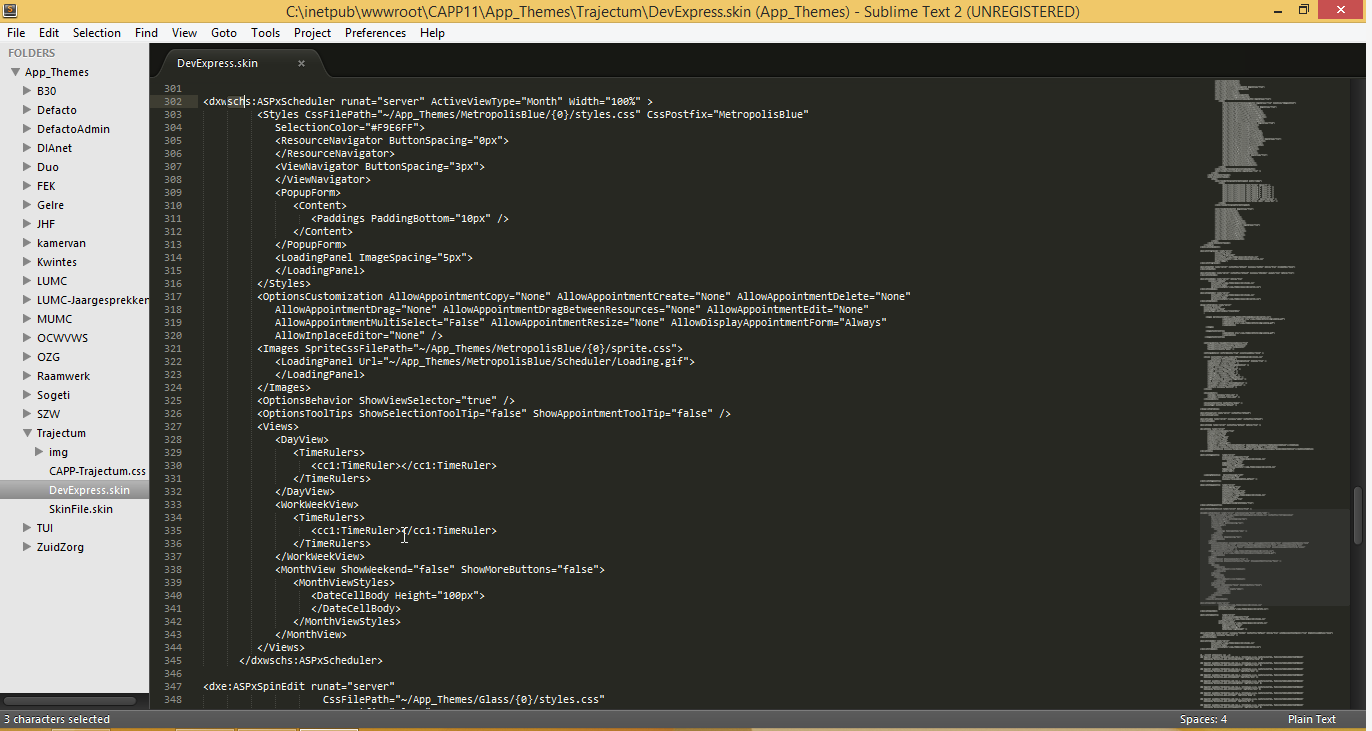 C:\inetpub\wwwroot\CAPP11\App_Themes\Trajectum\DevExpress.skin (App_Themes) - Sublime Text 2 (UNREGISTERED)
File Edit Selection Find View Goto Tools Project Preferences Help
FOLDERS
App_Themes
B30
Defacto
DefactoAdmin
DIAnet
Duo
FEK
Gelre
JHF
kamervan
Kwintes
LUMC
LUMC-Jaargesprekken
MUMC
OCWVWS
OZG
Raamwerk
Sogeti
SZW
Trajectum
img
CAPP-Trajectum.css
DevExpress.skin
SkinFile.skin
TUI
ZuidZorg
DevExpress.skin
301
302 <dxwschs:ASPxScheduler runat="server" ActiveViewType="Month" Width="100%" >
303 <Styles CssFilePath="~/App_Themes/MetropolisBlue/{0}/styles.css" CssPostfix="MetropolisBlue"
304 SelectionColor="#F9E6FF">
305 <ResourceNavigator ButtonSpacing="0px">
306 </ResourceNavigator>
307 <ViewNavigator ButtonSpacing="3px">
308 </ViewNavigator>
309 <PopupForm>
310 <Content>
311 <Paddings PaddingBottom="10px" />
312 </Content>
313 </PopupForm>
314 <LoadingPanel ImageSpacing="5px">
315 </LoadingPanel>
316 </Styles>
317 <OptionsCustomization AllowAppointmentCopy="None" AllowAppointmentCreate="None" AllowAppointmentDelete="None"
318 AllowAppointmentDrag="None" AllowAppointmentDragBetweenResources="None" AllowAppointmentEdit="None"
319 AllowAppointmentMultiSelect="False" AllowAppointmentResize="None" AllowDisplayAppointmentForm="Always"
320 AllowInplaceEditor="None" />
321 <Images SpriteCssFilePath="~/App_Themes/MetropolisBlue/{0}/sprite.css">
322 <LoadingPanel Url="~/App_Themes/MetropolisBlue/Scheduler/Loading.gif">
323 </LoadingPanel>
324 </Images>
325 <OptionsBehavior ShowViewSelector="true" />
326 <OptionsToolTips ShowSelectionToolTip="false" ShowAppointmentToolTip="false" />
327 <Views>
328 <DayView>
329 <TimeRulers>
330 <cc1:TimeRuler></cc1:TimeRuler>
331 </TimeRulers>
332 </DayView>
333 <WorkWeekView>
334 <TimeRulers>
335 <cc1:TimeRuler></cc1:TimeRuler>
336 </TimeRulers>
337 </WorkWeekView>
338 <MonthView ShowWeekend="false" ShowMoreButtons="false">
339 <MonthViewStyles>
340 <DateCellBody Height="100px">
341 </DateCellBody>
342 </MonthViewStyles>
343 </MonthView>
344 </Views>
345 </dxwschs:ASPxScheduler>
346
347 <dxe:ASPxSpinEdit runat="server"
348 CssFilePath="~/App_Themes/Glass/{0}/styles.css"
3 characters selected
Spaces: 4 Plain Text